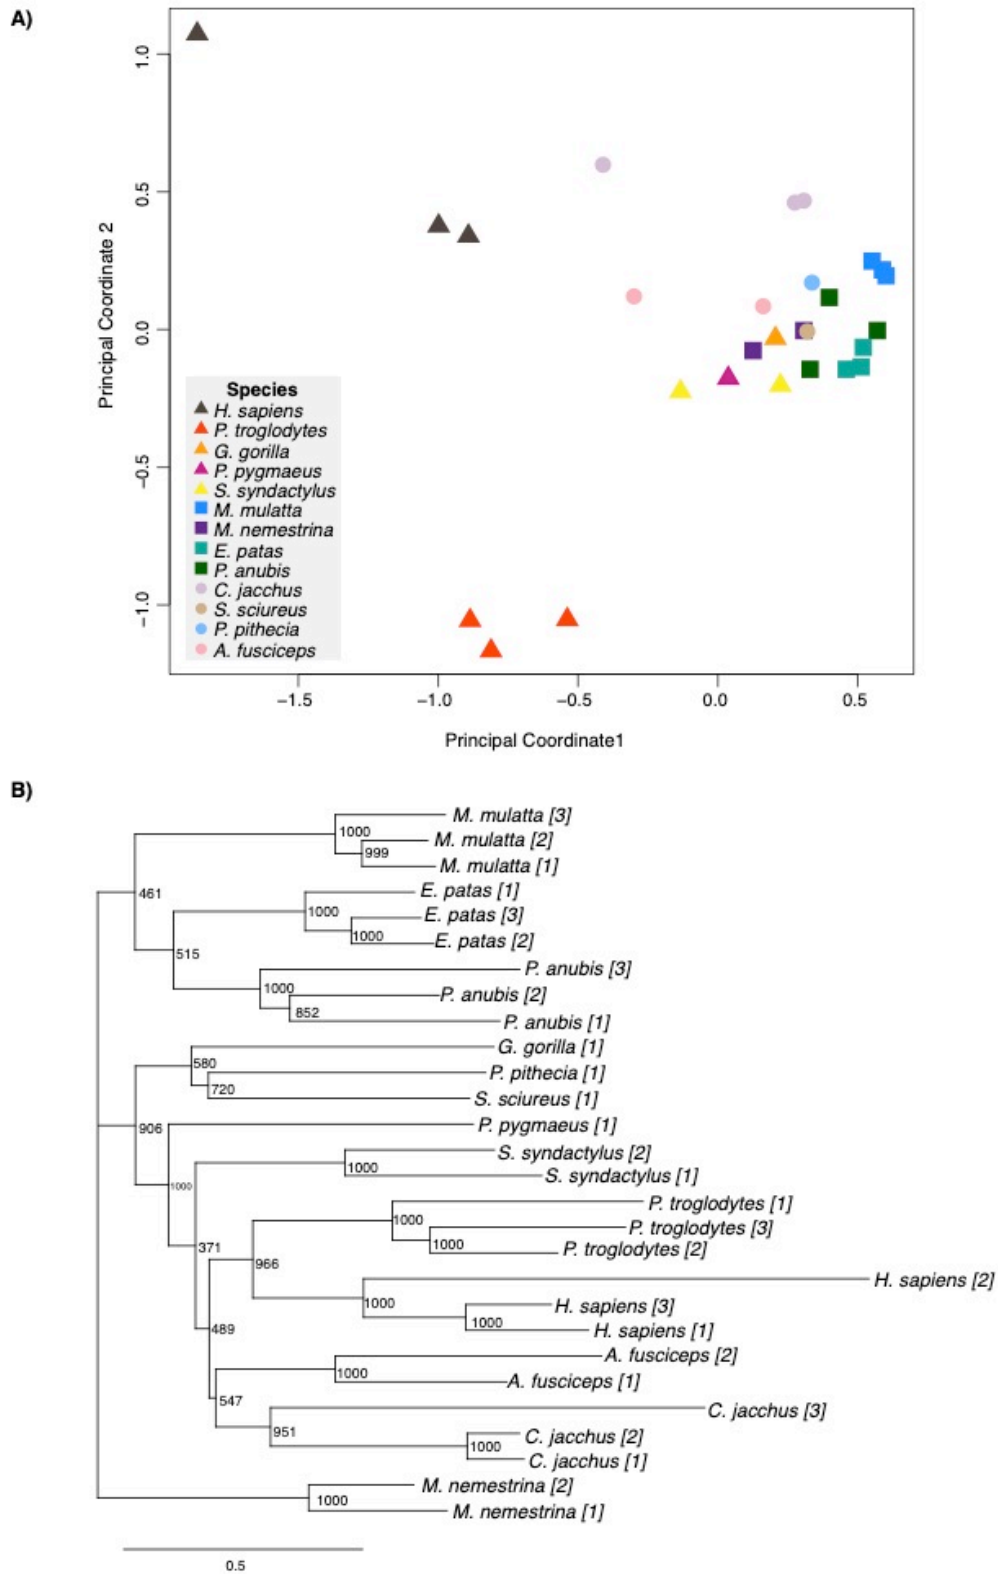 A)
Principal Coordinate 2
1.0
0.5
0.0
−0.5
−1.0
Species
H. sapiens
P. troglodytes
G. gorilla
P. pygmaeus
S. syndactylus
M. mulatta
M. nemestrina
E. patas
P. anubis
C. jacchus
S. sciureus
P. pithecia
A. fusciceps
−1.5
−1.0
−0.5
0.0
0.5
Principal Coordinate1
B)
M. mulatta [3]
1000
M. mulatta [2]
999
M. mulatta [1]
461
E. patas [1]
1000
E. patas [3]
1000
E. patas [2]
515
P. anubis [3]
1000
P. anubis [2]
852
P. anubis [1]
G. gorilla [1]
580
P. pithecia [1]
720
S. sciureus [1]
906
P. pygmaeus [1]
S. syndactylus [2]
1000
S. syndactylus [1]
1000
P. troglodytes [1]
1000
P. troglodytes [3]
1000
P. troglodytes [2]
371
966
H. sapiens [2]
1000
H. sapiens [3]
1000
H. sapiens [1]
489
A. fusciceps [2]
1000
A. fusciceps [1]
547
C. jacchus [3]
951
C. jacchus [2]
1000
C. jacchus [1]
M. nemestrina [2]
1000
M. nemestrina [1]
0.5